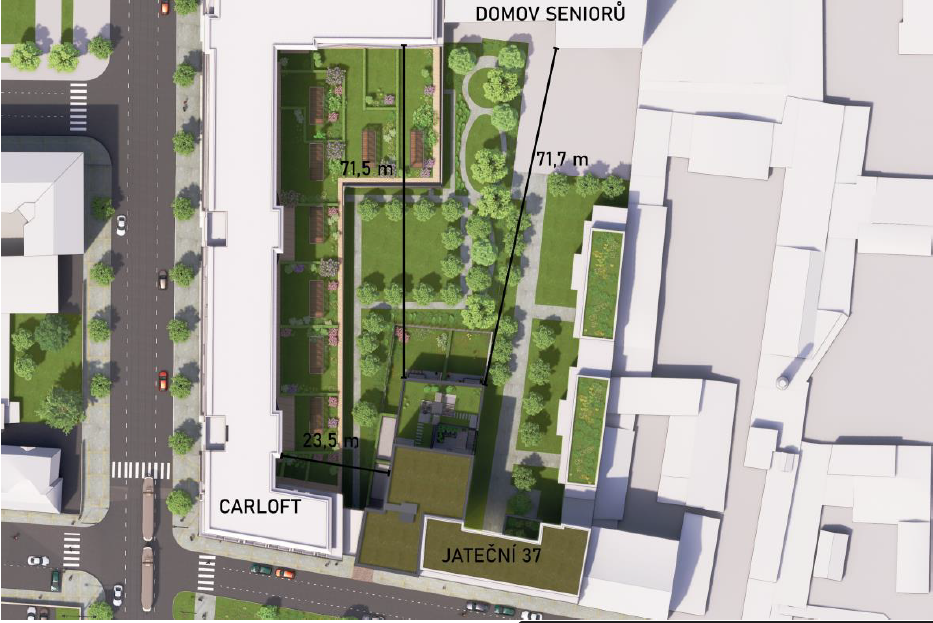 DOMOV SENIORŮ
71,5 m
71,7 m
23,5 m
CARLOFT
JATEČNÍ 37